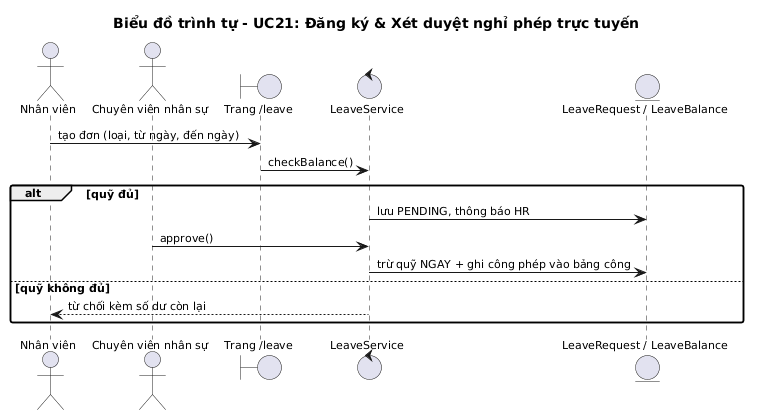 Biểu đồ trình tự - UC21: Đăng ký & Xét duyệt nghỉ phép trực tuyến
Nhân viên
Chuyên viên nhân sự
Trang /leave
LeaveService
LeaveRequest / LeaveBalance
tạo đơn (loại, từ ngày, đến ngày)
checkBalance()
alt
[quỹ đủ]
lưu PENDING, thông báo HR
approve()
trừ quỹ NGAY + ghi công phép vào bảng công
[quỹ không đủ]
từ chối kèm số dư còn lại
Nhân viên
Chuyên viên nhân sự
Trang /leave
LeaveService
LeaveRequest / LeaveBalance